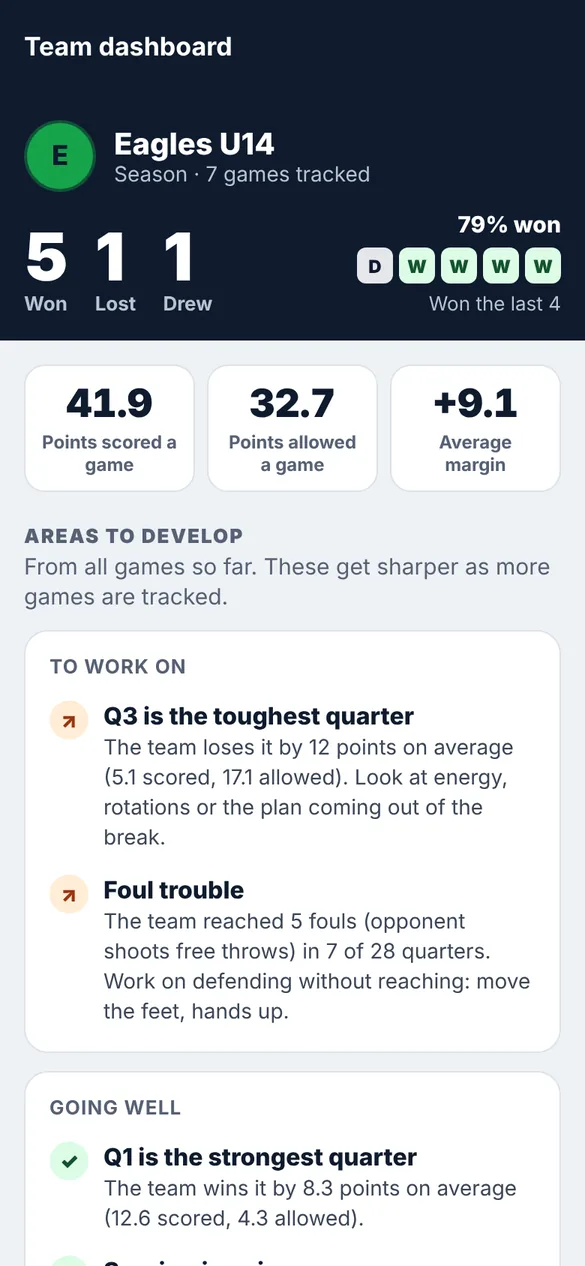 Team dashboard
E
Eagles U14
Season · 7 games tracked
5 1 1
Won Lost Drew
79% won
D W W W W
Won the last 4
41.9
Points scored a
game
32.7
Points allowed
a game
+9.1
Average
margin
AREAS TO DEVELOP
From all games so far. These get sharper as more
games are tracked.
TO WORK ON
Q3 is the toughest quarter
The team loses it by 12 points on average
(5.1 scored, 17.1 allowed). Look at energy,
rotations or the plan coming out of the
break.
Foul trouble
The team reached 5 fouls (opponent
shoots free throws) in 7 of 28 quarters.
Work on defending without reaching: move
the feet, hands up.
GOING WELL
Q1 is the strongest quarter
The team wins it by 8.3 points on average
(12.6 scored, 4.3 allowed).